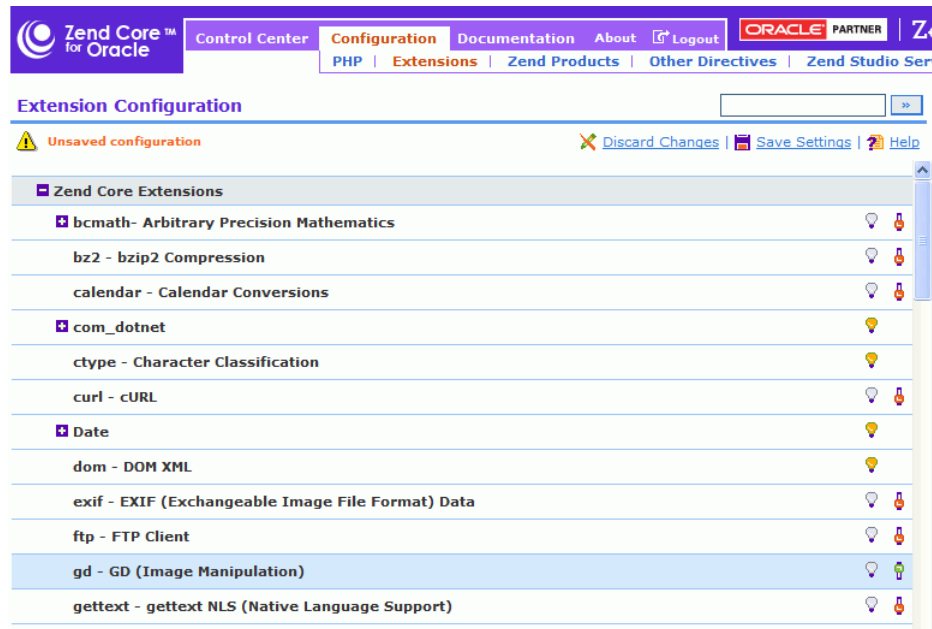 Zend Core™
for Oracle
Control Center
Configuration
Documentation
About
Logout
ORACLE PARTNER
PHP | Extensions | Zend Products | Other Directives | Zend Studio
Extension Configuration
»
Unsaved configuration
Discard Changes | Save Settings | Help
Zend Core Extensions
bcmath- Arbitrary Precision Mathematics
bz2 - bzip2 Compression
calendar - Calendar Conversions
com_dotnet
ctype - Character Classification
curl - cURL
Date
dom - DOM XML
exif - EXIF (Exchangeable Image File Format) Data
ftp - FTP Client
gd - GD (Image Manipulation)
gettext - gettext NLS (Native Language Support)